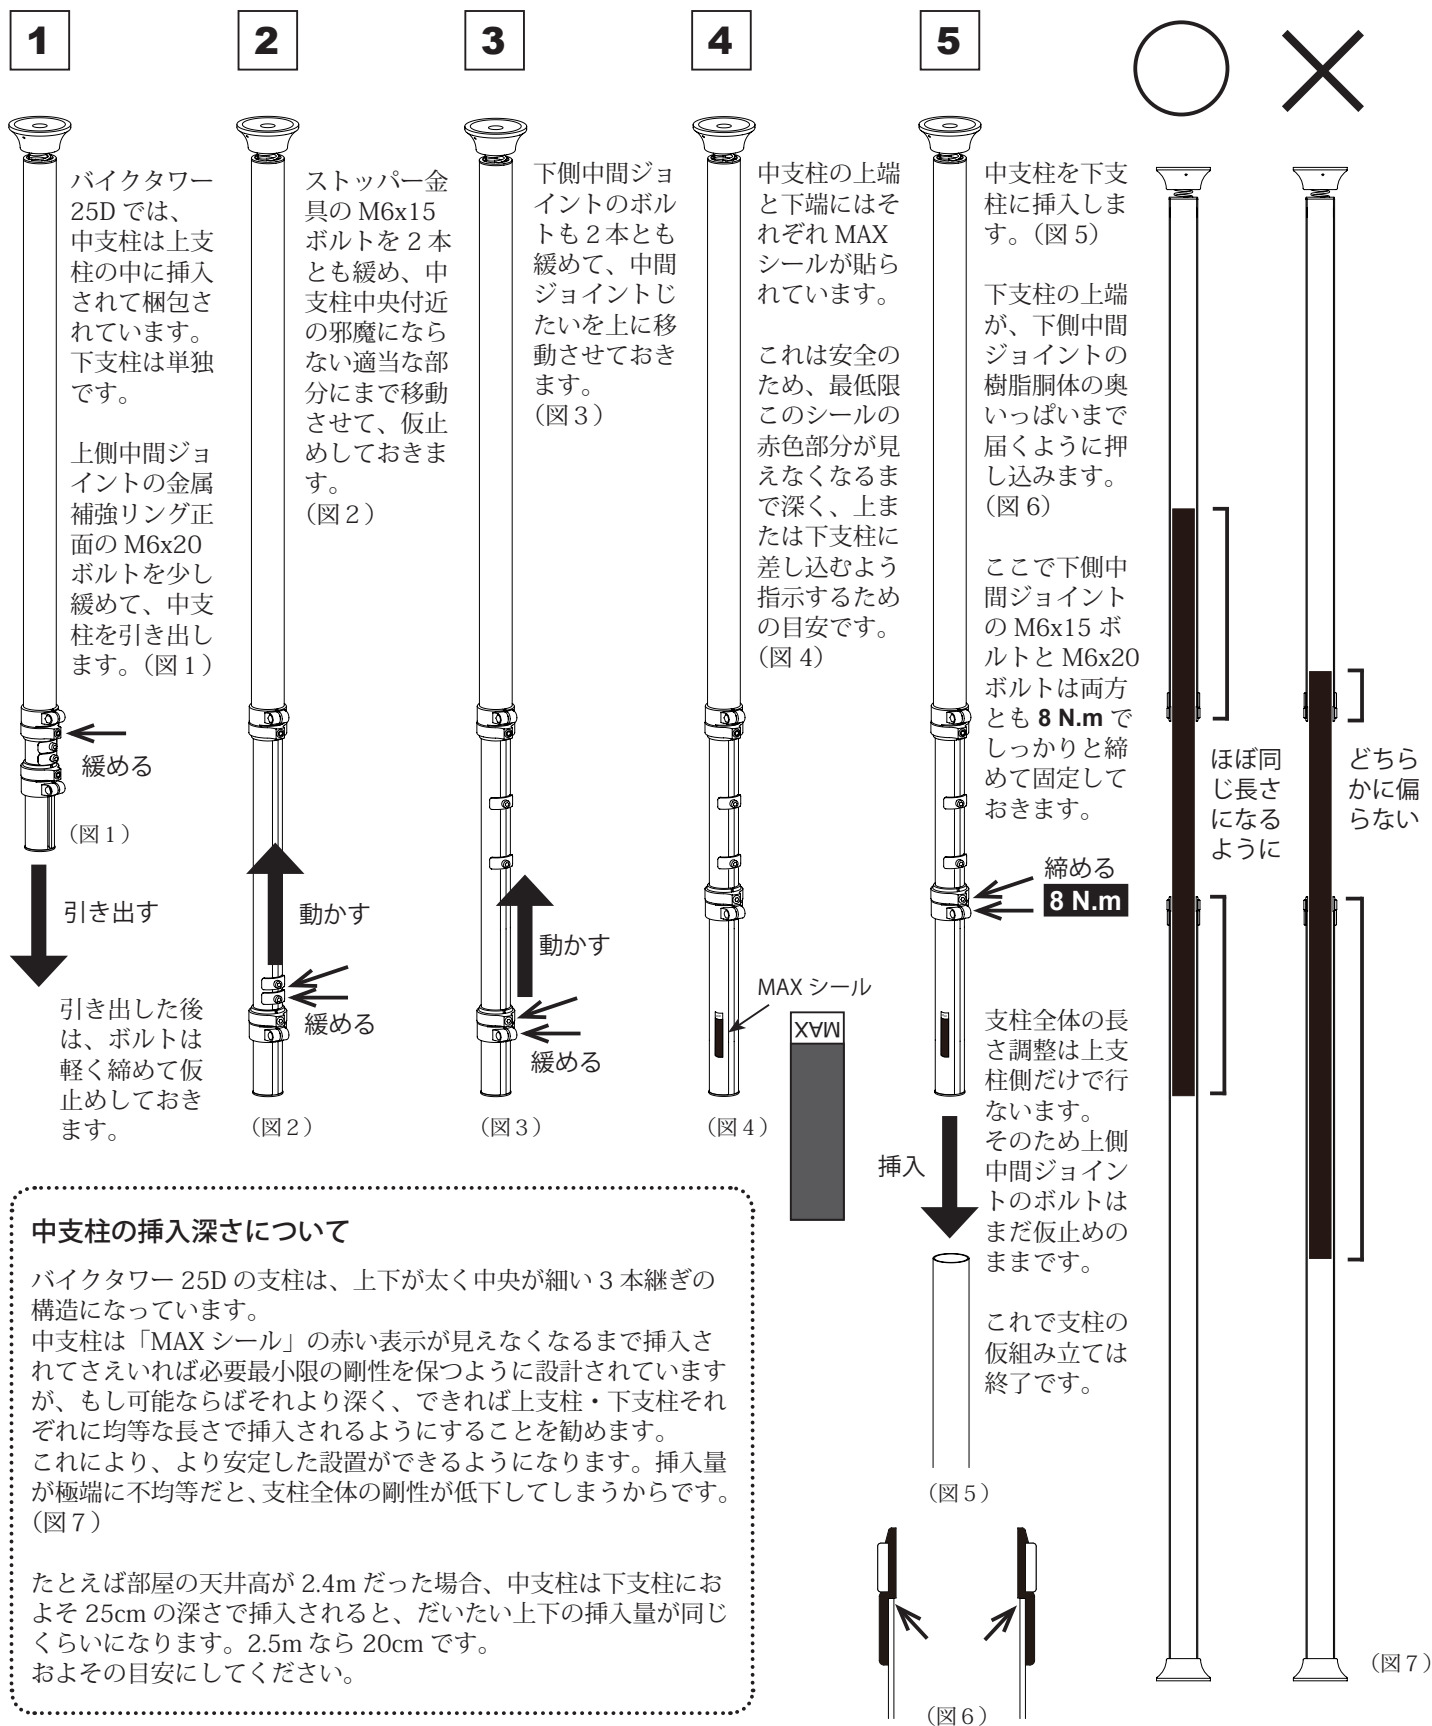 1
バイクタワー
25D では、
中支柱は上支
柱の中に挿入
されて梱包さ
れています。
下支柱は単独
です。
上側中間ジョ
イントの金属
補強リング正
面の M6x20
ボルトを少し
緩めて、中支
柱を引き出し
ます。（図１）
緩める
（図１）
引き出す
引き出した後
は、ボルトは
軽く締めて仮
止めしておき
ます。
2
ストッパー金
具の M6x15
ボルトを 2 本
とも緩め、中
支柱中央付近
の邪魔になら
ない適当な部
分にまで移動
させて、仮止
めしておきま
す。
（図２）
動かす
緩める
（図２）
3
下側中間ジョ
イントのボル
トも２本とも
緩めて、中間
ジョイントじ
たいを上に移
動させておき
ます。
（図３）
動かす
緩める
（図３）
4
中支柱の上端
と下端にはそ
れぞれ MAX
シールが貼ら
れています。
これは安全の
ため、最低限
このシールの
赤色部分が見
えなくなるま
で深く、上ま
たは下支柱に
差し込むよう
指示するため
の目安です。
（図 4）
MAX シール
MAX
（図４）
5
中支柱を下支
柱に挿入しま
す。（図 5）
下支柱の上端
が、下側中間
ジョイントの
樹脂胴体の奥
いっぱいまで
届くように押
し込みます。
（図 6）
ここで下側中
間ジョイント
の M6x15 ボ
ルトと M6x20
ボルトは両方
とも 8 N.m で
しっかりと締
めて固定して
おきます。
締める
8 N.m
支柱全体の長
さ調整は上支
柱側だけで行
ないます。
そのため上側
中間ジョイン
トのボルトは
まだ仮止めの
ままです。
これで支柱の
仮組み立ては
終了です。
挿入
（図５）
（図６）
ほぼ同
じ長さ
になる
ように
どちら
かに偏
らない
（図７）
中支柱の挿入深さについて
バイクタワー 25D の支柱は、上下が太く中央が細い 3 本継ぎの
構造になっています。
中支柱は「MAX シール」の赤い表示が見えなくなるまで挿入さ
れてさえいれば必要最小限の剛性を保つように設計されています
が、もし可能ならばそれより深く、できれば上支柱・下支柱それ
ぞれに均等な長さで挿入されるようにすることを勧めます。
これにより、より安定した設置ができるようになります。挿入量
が極端に不均等だと、支柱全体の剛性が低下してしまうからです。
（図７）
たとえば部屋の天井高が 2.4m だった場合、中支柱は下支柱にお
よそ 25cm の深さで挿入されると、だいたい上下の挿入量が同じ
くらいになります。2.5m なら 20cm です。
およその目安にしてください。